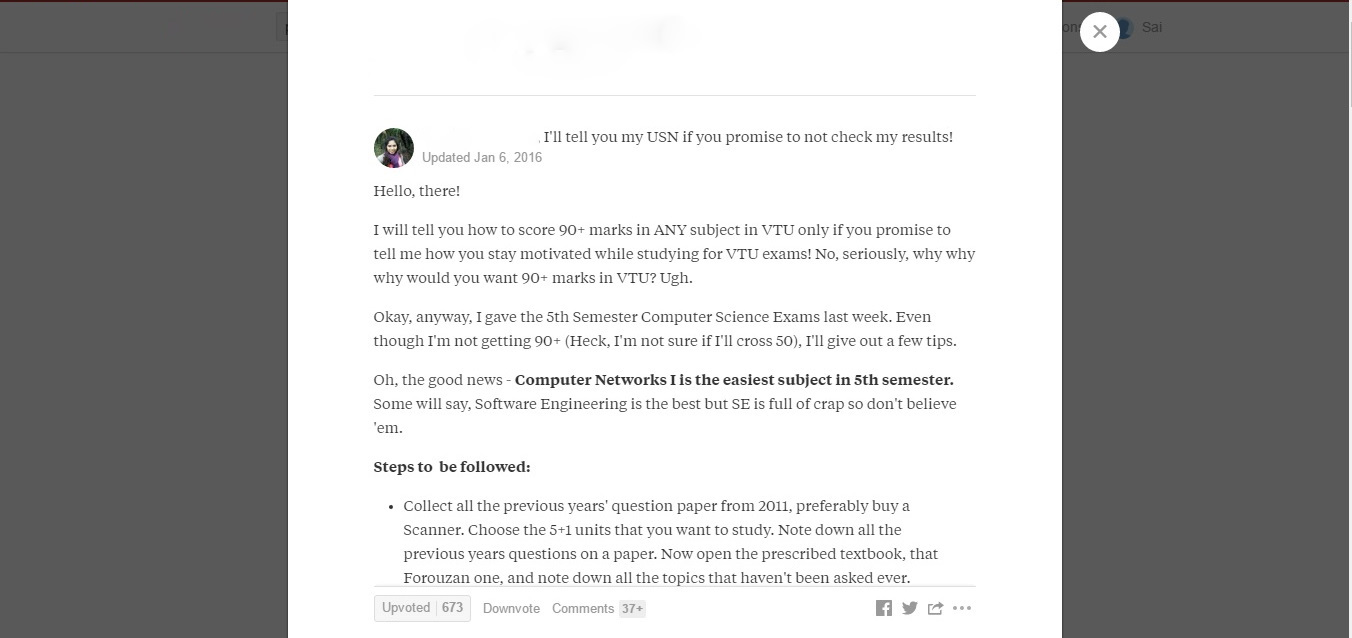 Sai
I'll tell you my USN if you promise to not check my results!
Updated Jan 6, 2016
Hello, there!
I will tell you how to score 90+ marks in ANY subject in VTU only if you promise to
tell me how you stay motivated while studying for VTU exams! No, seriously, why why
why would you want 90+ marks in VTU? Ugh.
Okay, anyway, I gave the 5th Semester Computer Science Exams last week. Even
though I'm not getting 90+ (Heck, I'm not sure if I'll cross 50), I'll give out a few tips.
Oh, the good news - Computer Networks I is the easiest subject in 5th semester.
Some will say, Software Engineering is the best but SE is full of crap so don't believe
'em.
Steps to  be followed:
• Collect all the previous years' question paper from 2011, preferably buy a
Scanner. Choose the 5+1 units that you want to study. Note down all the
previous years questions on a paper. Now open the prescribed textbook, that
Forouzan one, and note down all the topics that haven't been asked ever.
Upvoted 673 Downvote Comments 37+